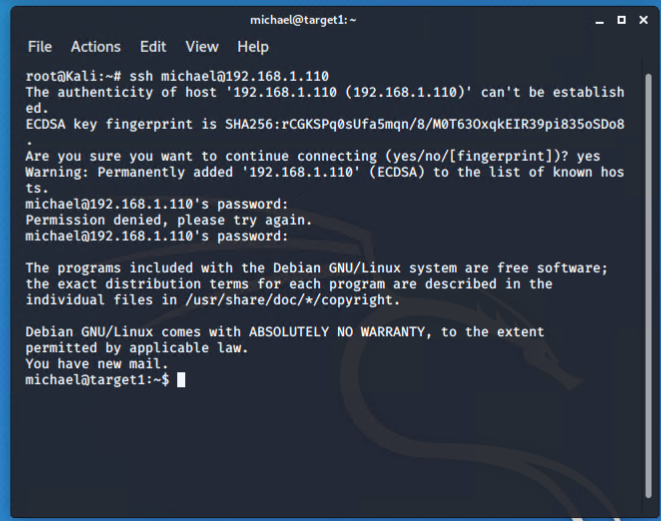 michael@target1: ~
File Actions Edit View Help
root@Kali:~# ssh michael@192.168.1.110
The authenticity of host '192.168.1.110 (192.168.1.110)' can't be establish
ed.
ECDSA key fingerprint is SHA256:rCGKSPq0sUfa5mqn/8/M0T63OxqkEIR39pi835oSDo8
.
Are you sure you want to continue connecting (yes/no/[fingerprint])? yes
Warning: Permanently added '192.168.1.110' (ECDSA) to the list of known hos
ts.
michael@192.168.1.110's password:
Permission denied, please try again.
michael@192.168.1.110's password:
The programs included with the Debian GNU/Linux system are free software;
the exact distribution terms for each program are described in the
individual files in /usr/share/doc/*/copyright.
Debian GNU/Linux comes with ABSOLUTELY NO WARRANTY, to the extent
permitted by applicable law.
You have new mail.
michael@target1:~$